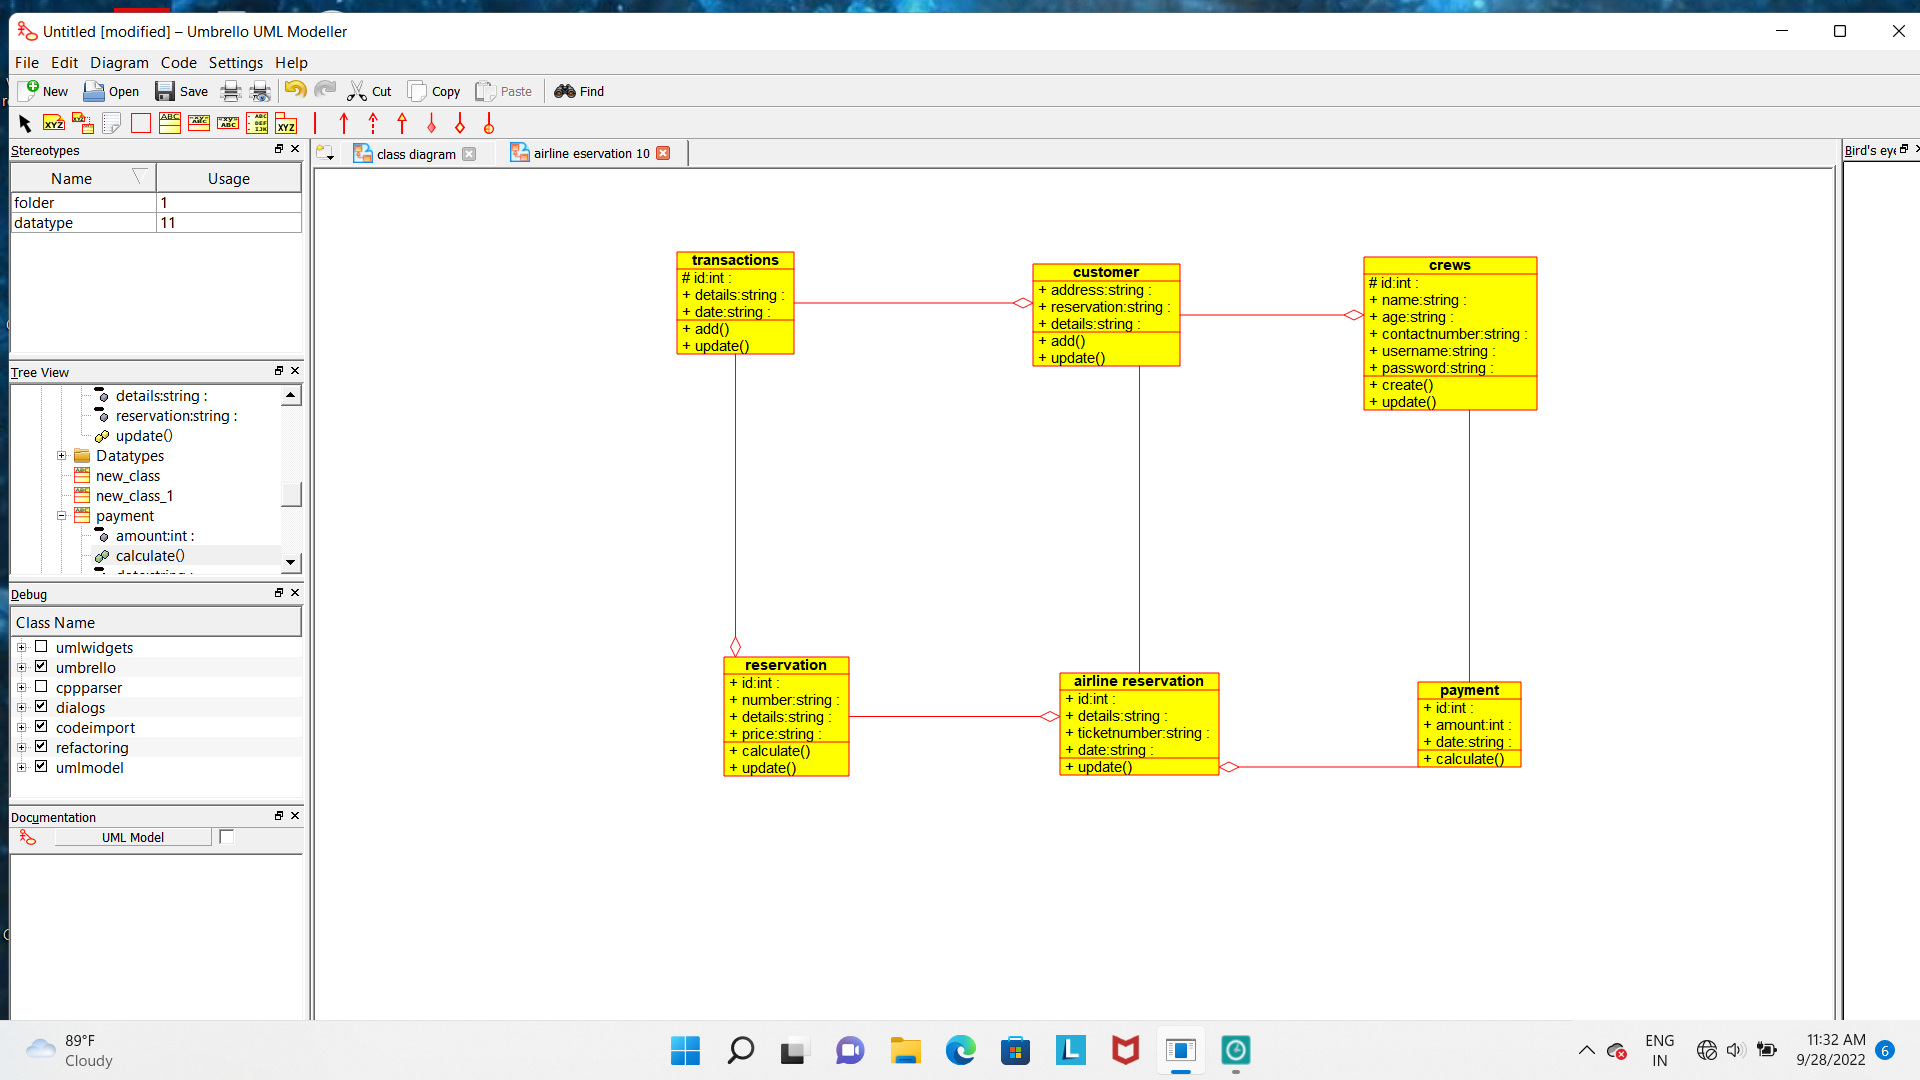 Untitled [modified] – Umbrello UML Modeller
File Edit Diagram Code Settings Help
New Open Save Cut Copy Paste Find
Stereotypes
Name Usage
folder 1
datatype 11
Tree View
details:string :
reservation:string :
update()
Datatypes
new_class
new_class_1
payment
amount:int :
calculate()
Debug
Class Name
umlwidgets
umbrello
cppparser
dialogs
codeimport
refactoring
umlmodel
Documentation
UML Model
class diagram
airline eservation 10
Bird's eye
transactions
# id:int :
+ details:string :
+ date:string :
+ add()
+ update()
customer
+ address:string :
+ reservation:string :
+ details:string :
+ add()
+ update()
crews
# id:int :
+ name:string :
+ age:string :
+ contactnumber:string :
+ username:string :
+ password:string :
+ create()
+ update()
reservation
+ id:int :
+ number:string :
+ details:string :
+ price:string :
+ calculate()
+ update()
airline reservation
+ id:int :
+ details:string :
+ ticketnumber:string :
+ date:string :
+ update()
payment
+ id:int :
+ amount:int :
+ date:string :
+ calculate()
89°F
Cloudy
ENG
IN
11:32 AM
9/28/2022
6